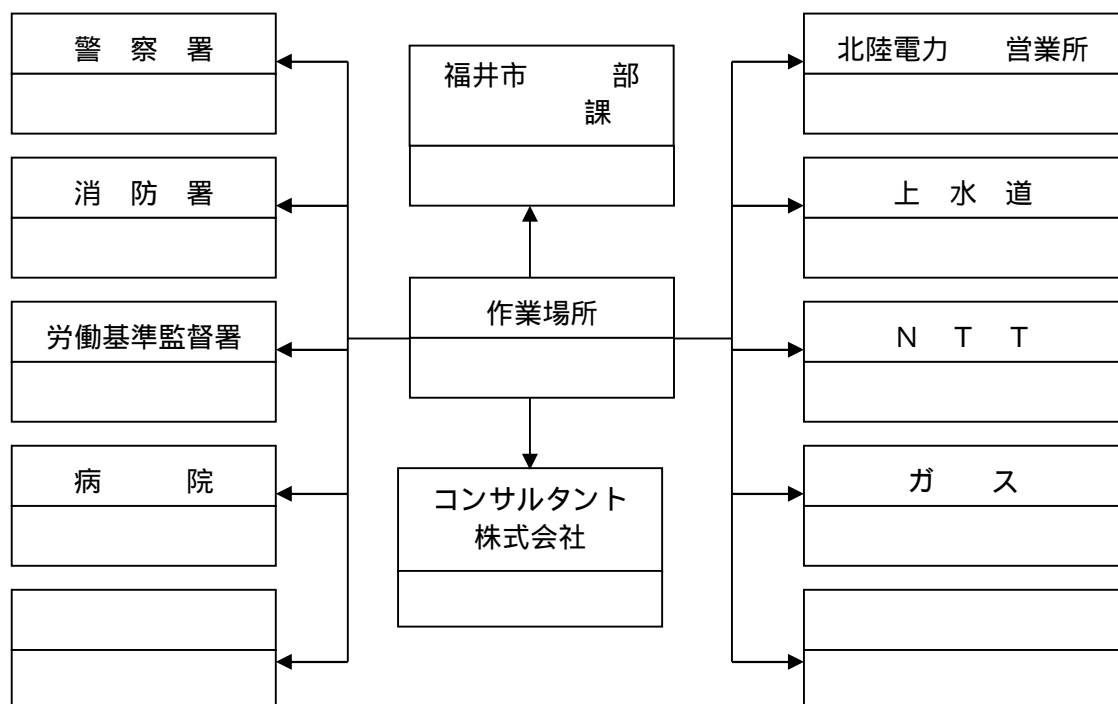 警　察　署
消　防　署
労働基準監督署
病　　　院
福井市　　　部
課
作業場所
コンサルタント
株式会社
北陸電力　　営業所
上　水　道
Ｎ　Ｔ　Ｔ
ガ　　ス